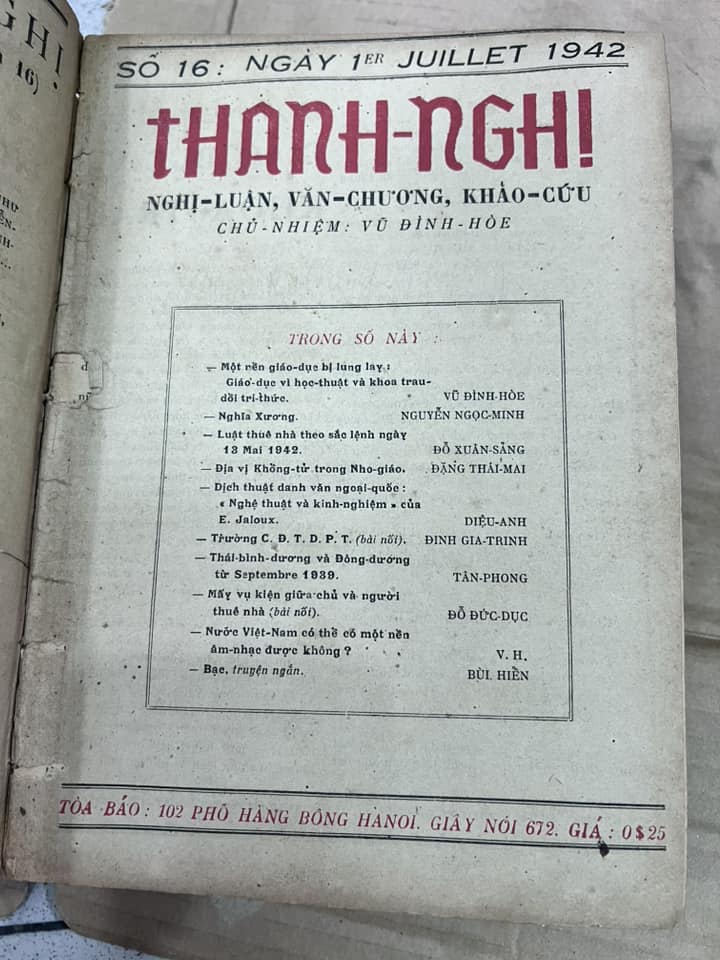 GHỊ
16)
HƯ
SỐ 16: NGÀY 1ER JUILLET 1942
THANH-NGHỊ
NGHỊ-LUẬN, VĂN-CHƯƠNG, KHẢO-CỨU
CHỦ-NHIỆM: VŨ ĐÌNH-HÒE
TRONG SỐ NÀY :
— Một nền giáo-dục bị lung lay :
Giáo-dục vì học-thuật và khoa trau-
dồi tri-thức. VŨ ĐÌNH-HÒE
— Nghĩa Xương. NGUYỄN NGỌC-MINH
— Luật thuê nhà theo sắc lệnh ngày
13 Mai 1942. ĐỖ XUÂN-SẢNG
— Địa vị Khổng-tử trong Nho-giáo. ĐẶNG THÁI-MAI
— Dịch thuật danh văn ngoại-quốc :
« Nghệ thuật và kinh-nghiệm » của
E. Jaloux. DIỆU-ANH
— Trường C. Đ. T. D. P. T. (bài nối). ĐINH GIA-TRINH
— Thái-bình-dương và Đông-dương
từ Septembre 1939. TÂN-PHONG
— Mấy vụ kiện giữa chủ và người
thuê nhà (bài nối). ĐỖ ĐỨC-DỤC
— Nước Việt-Nam có thể có một nền
âm-nhạc được không ? V. H.
— Bạc, truyện ngắn. BÙI. HIỂN
TÒA BÁO : 102 PHỐ HÀNG BÔNG HANOI. GIÂY NÓI 672. GIÁ : 0$25